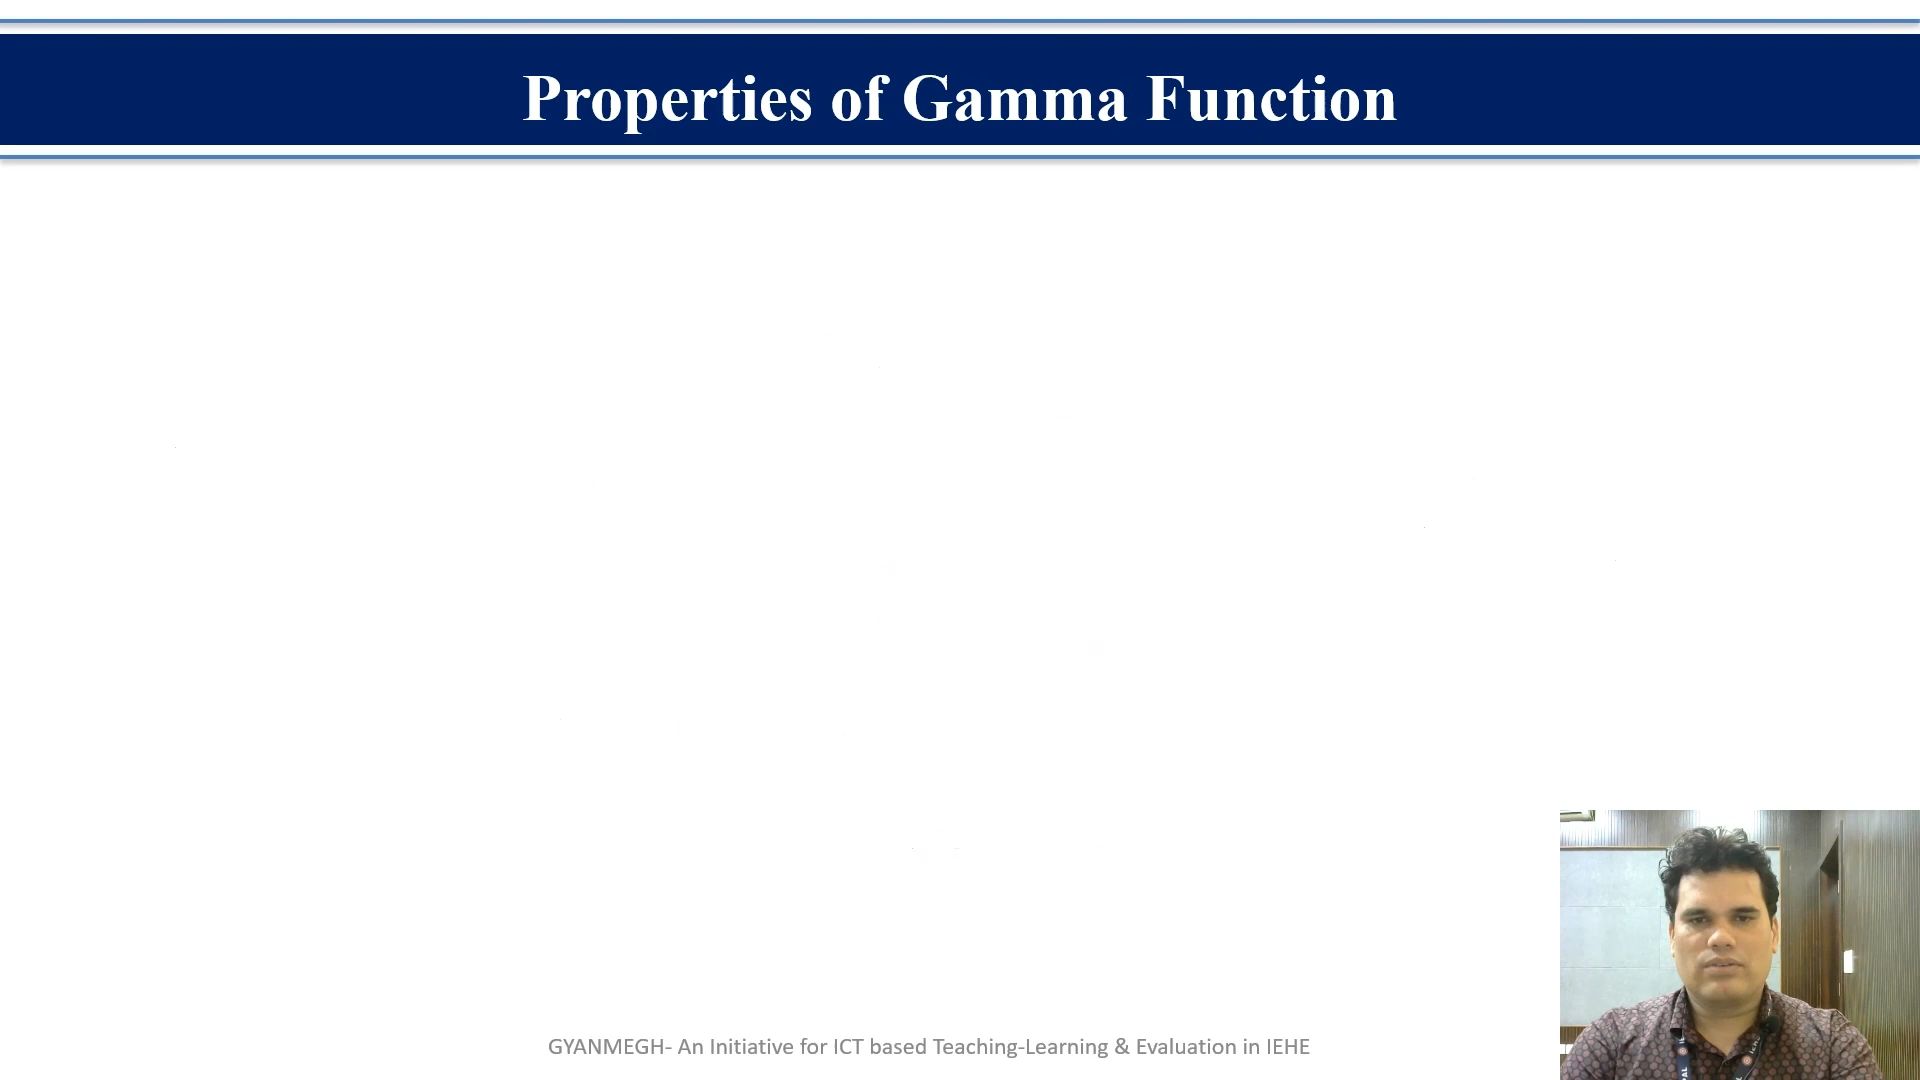 Properties of Gamma Function
GYANMEGH- An Initiative for ICT based Teaching-Learning & Evaluation in IEHE